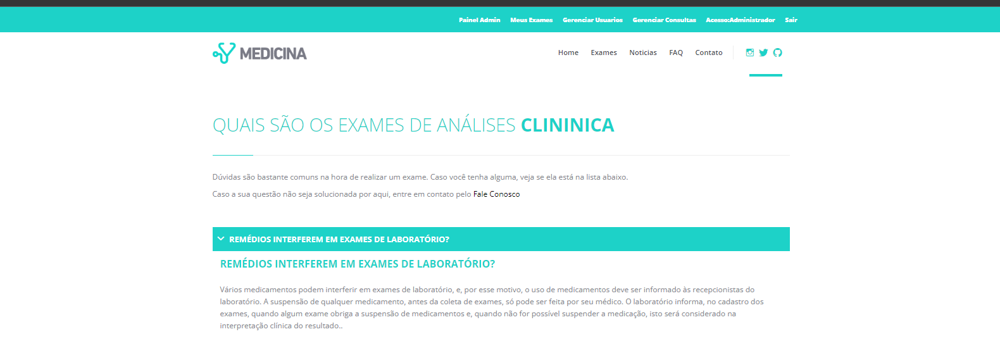 Painel Admin Meus Exames Gerenciar Usuarios Gerenciar Consultas Acesso:Administrador Sair
MEDICINA Home Exames Noticias FAQ Contato
QUAIS SÃO OS EXAMES DE ANÁLISES CLININICA
Dúvidas são bastante comuns na hora de realizar um exame. Caso você tenha alguma, veja se ela está na lista abaixo.
Caso a sua questão não seja solucionada por aqui, entre em contato pelo Fale Conosco
REMÉDIOS INTERFEREM EM EXAMES DE LABORATÓRIO?
REMÉDIOS INTERFEREM EM EXAMES DE LABORATÓRIO?
Vários medicamentos podem interferir em exames de laboratório, e, por esse motivo, o uso de medicamentos deve ser informado às recepcionistas do
laboratório. A suspensão de qualquer medicamento, antes da coleta de exames, só pode ser feita por seu médico. O laboratório informa, no cadastro dos
exames, quando algum exame obriga a suspensão de medicamentos e, quando não for possível suspender a medicação, isto será considerado na
interpretação clínica do resultado..